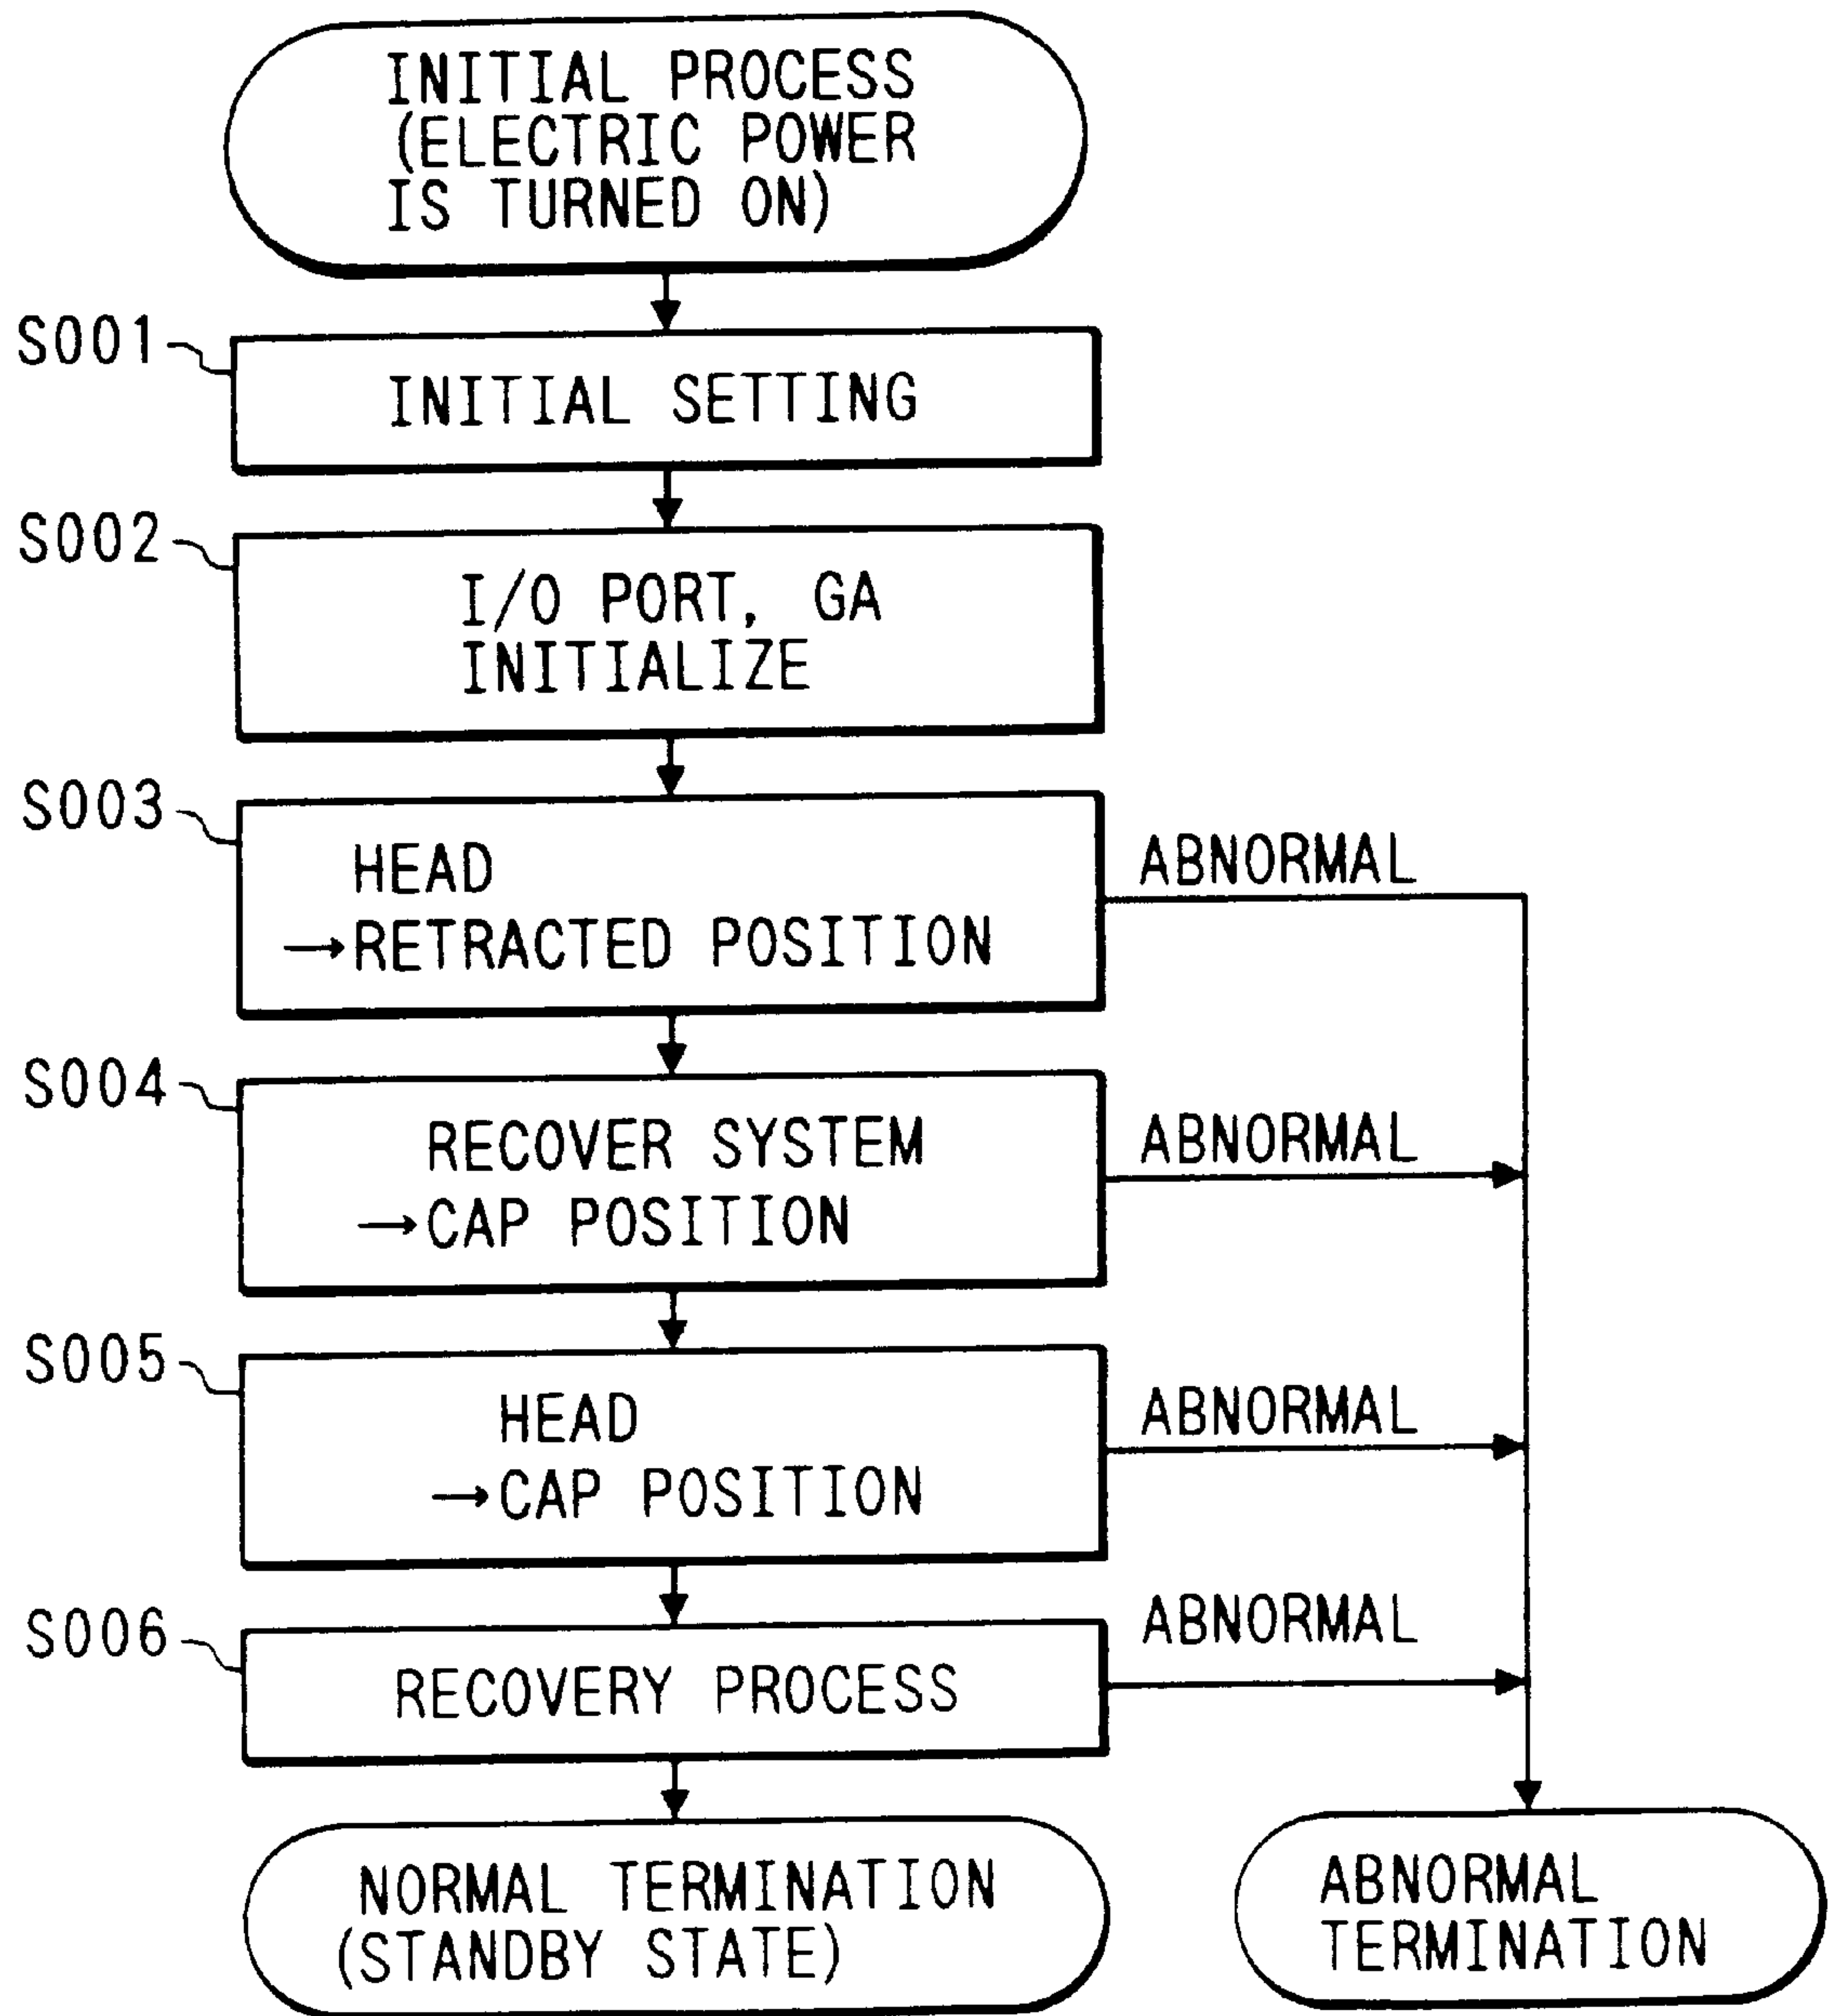 INITIAL PROCESS
(ELECTRIC POWER
IS TURNED ON)
S001
INITIAL SETTING
S002
I/O PORT, GA
INITIALIZE
S003
HEAD
→RETRACTED POSITION
ABNORMAL
S004
RECOVER SYSTEM
→CAP POSITION
ABNORMAL
S005
HEAD
→CAP POSITION
ABNORMAL
S006
RECOVERY PROCESS
ABNORMAL
NORMAL TERMINATION
(STANDBY STATE)
ABNORMAL
TERMINATION